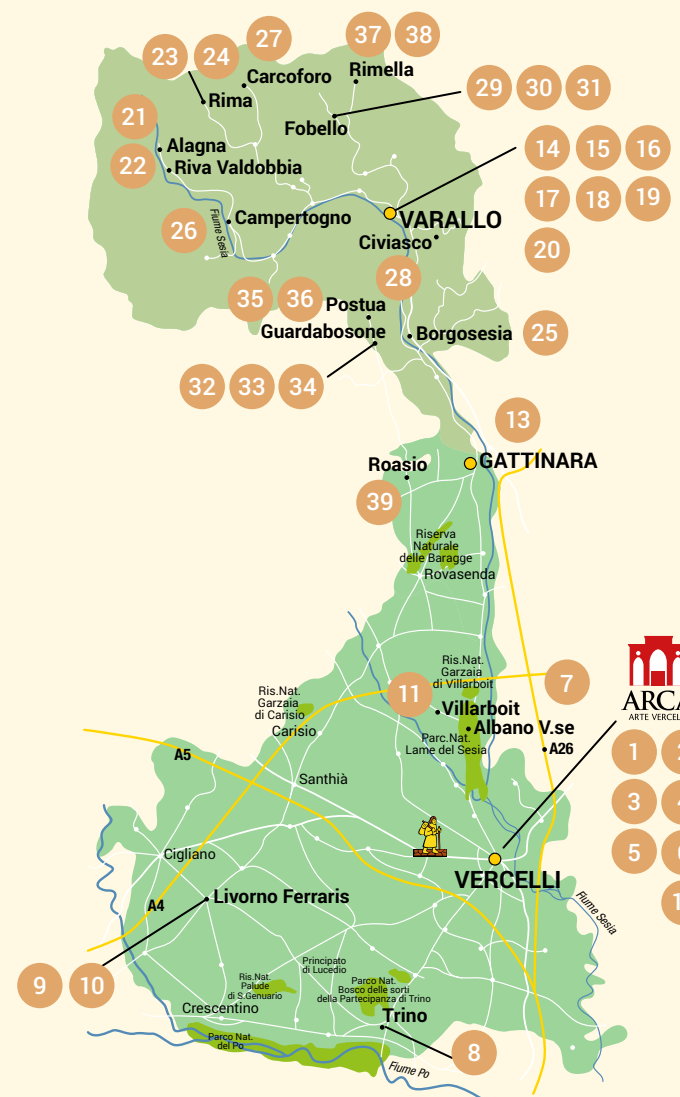 37 38
27
23 24
Carcoforo
Rimella
Rima
29 30 31
21
Fobello
Alagna
14 15 16
22
Riva Valdobbia
17 18 19
26
Campertogno
VARALLO
Fiume Sesia
Civiasco
20
28
35 36
Postua
Guardabosone
Borgosesia
25
32 33 34
13
Roasio
GATTINARA
39
Riserva
Naturale
delle Baragge
Rovasenda
Ris.Nat.
Garzaia
di Villarboit
7
11
Ris.Nat.
Garzaia
di Carisio
Villarboit
Carisio
Albano V.se
Parc.Nat.
Lame del Sesia
ARCA
ARTE VERCEL
A5
A26
1
Santhià
3
5
Cigliano
VERCELLI
Livorno Ferraris
A4
Fiume Sesia
9 10
Principato
di Lucedio
Ris.Nat.
Palude
di S.Genuario
Parco Nat.
Bosco delle sorti
della Partecipanza di Trino
Crescentino
Trino
Parco Nat.
del Po
8
Fiume Po